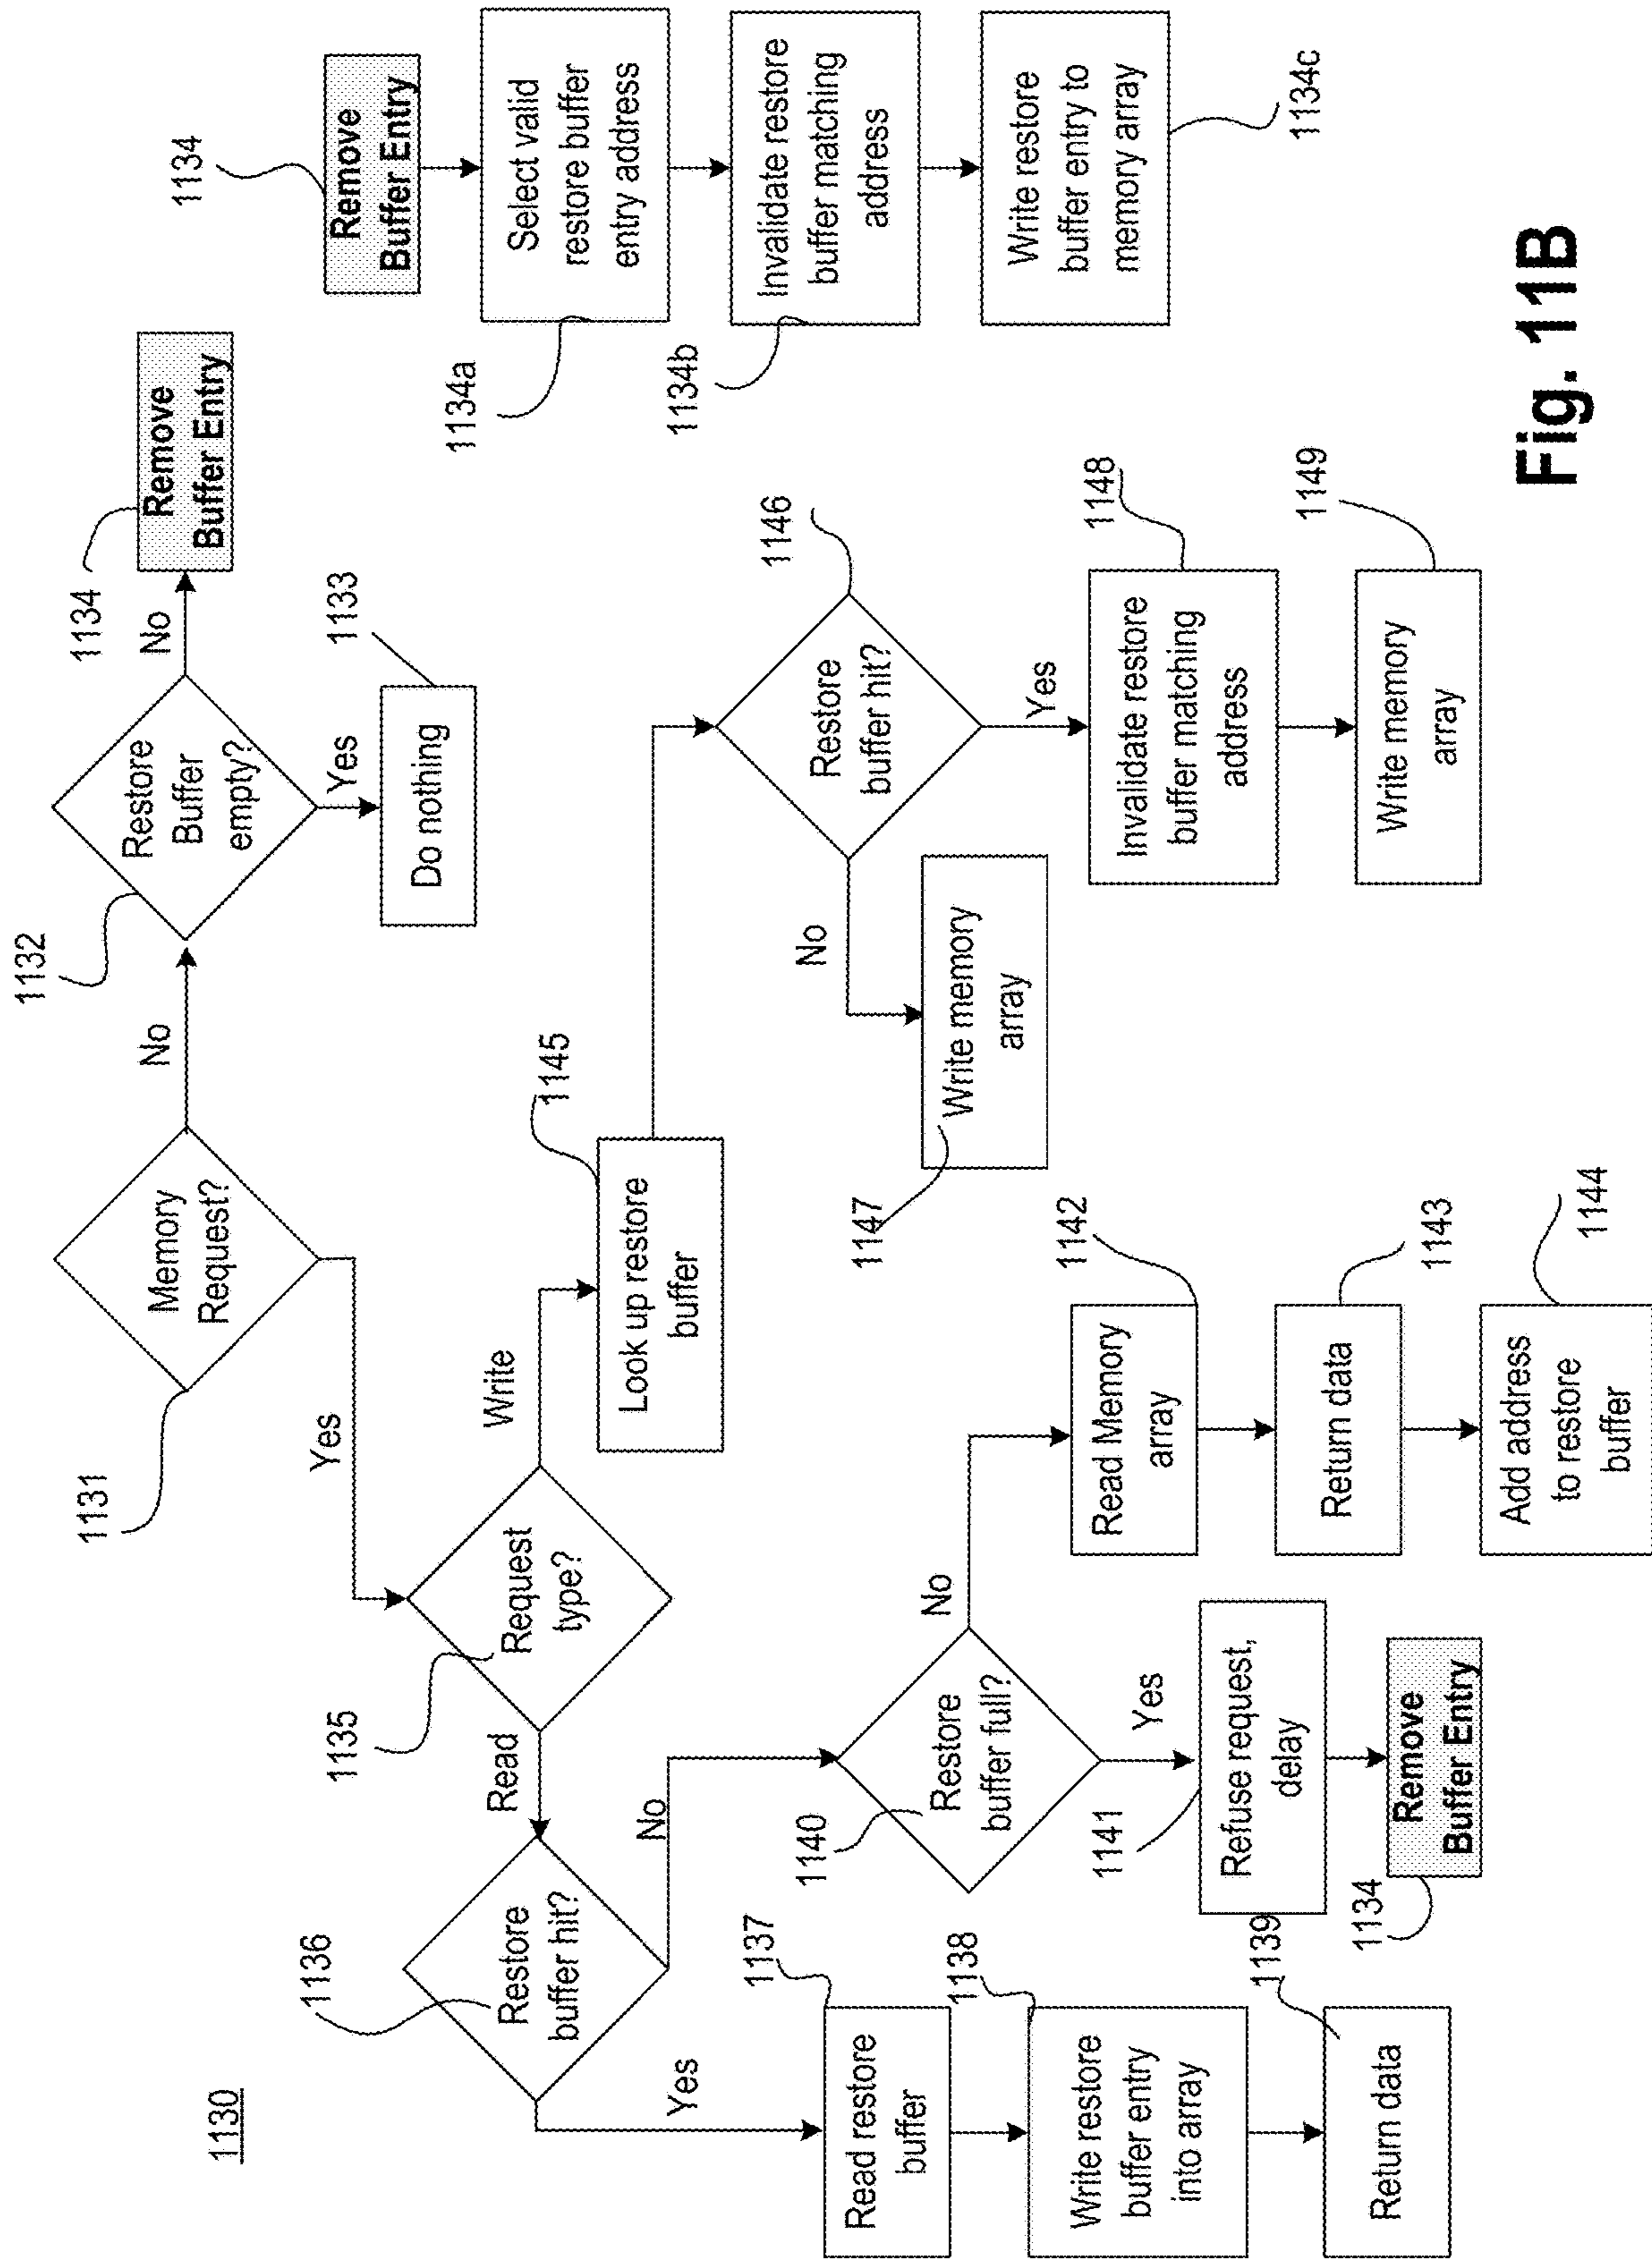 1130
1131
Memory
Request?
No
Yes
1132
Restore
Buffer
empty?
No
Yes
1134
Remove
Buffer Entry
1133
Do nothing
1135
Request
type?
Read
Write
1136
Restore
buffer hit?
Yes
No
1137
Read restore
buffer
1138
Write restore
buffer entry
into array
1139
Return data
1140
Restore
buffer full?
Yes
No
1141
Refuse request,
delay
1134
Remove
Buffer Entry
1142
Read Memory
array
1143
Return data
1144
Add address
to restore
buffer
1145
Look up restore
buffer
1146
Restore
buffer hit?
No
Yes
1147
Write memory
array
1148
Invalidate restore
buffer matching
address
1149
Write memory
array
1134
Remove
Buffer Entry
1134a
Select valid
restore buffer
entry address
1134b
Invalidate restore
buffer matching
address
1134c
Write restore
buffer entry to
memory array
Fig. 11B